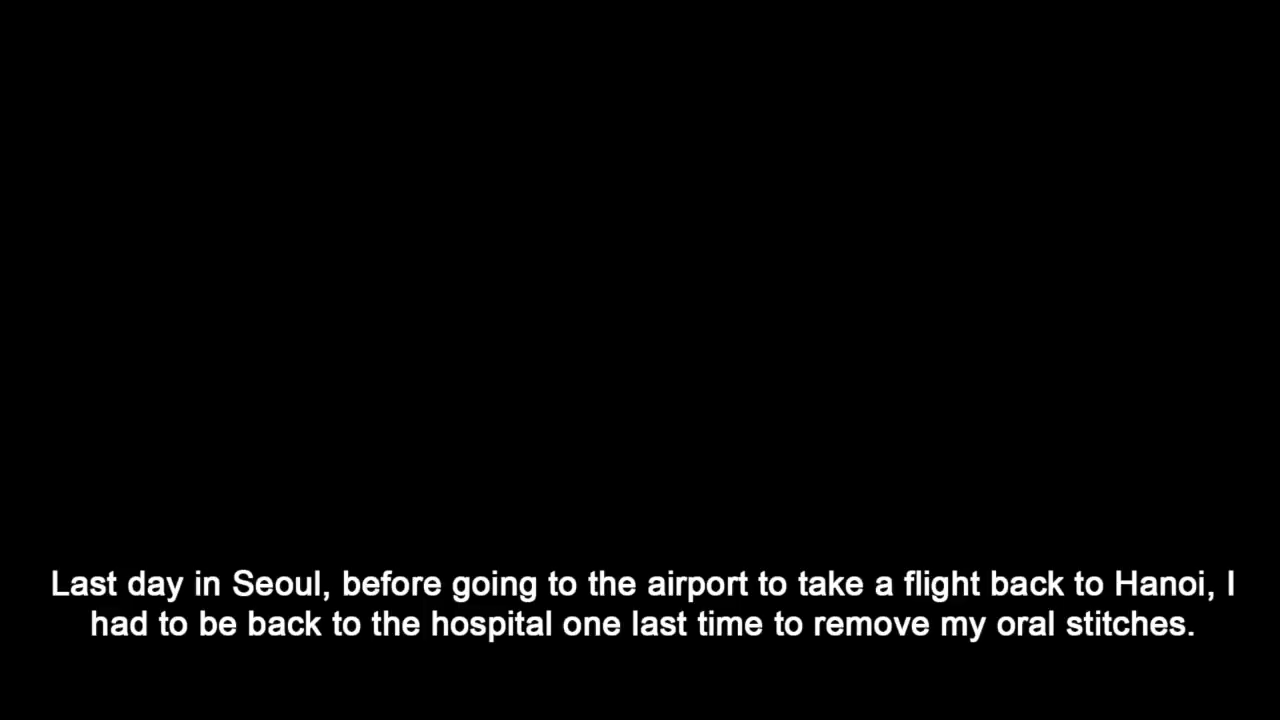 Last day in Seoul, before going to the airport to take a flight back to Hanoi, I
had to be back to the hospital one last time to remove my oral stitches.